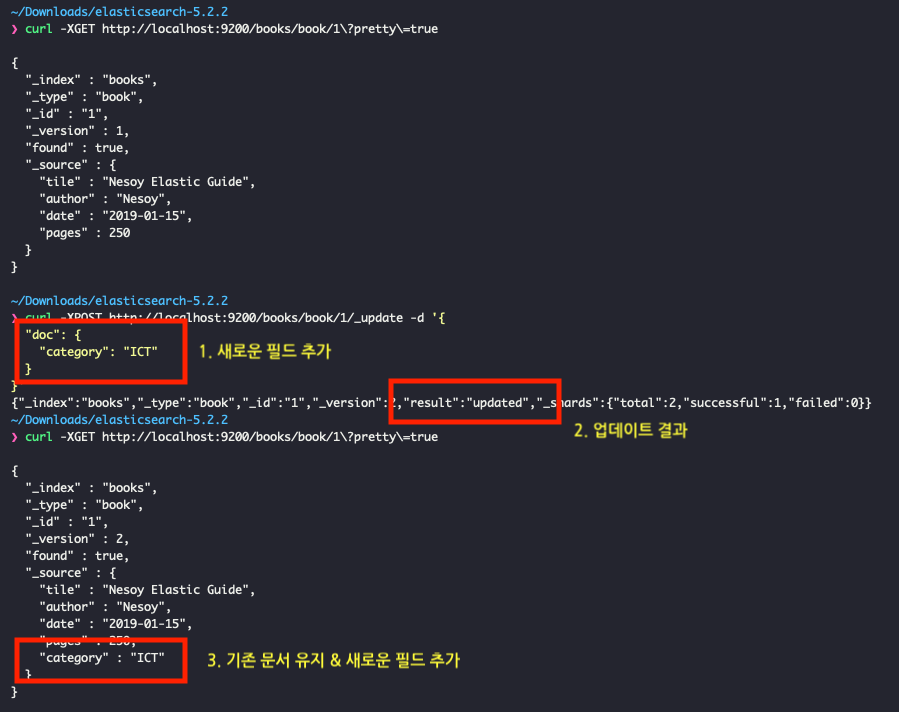 ~/Downloads/elasticsearch-5.2.2
❯ curl -XGET http://localhost:9200/books/book/1\?pretty\=true
{
"_index" : "books",
"_type" : "book",
"_id" : "1",
"_version" : 1,
"found" : true,
"_source" : {
"tile" : "Nesoy Elastic Guide",
"author" : "Nesoy",
"date" : "2019-01-15",
"pages" : 250
}
}
~/Downloads/elasticsearch-5.2.2
❯ curl -XPOST http://localhost:9200/books/book/1/_update -d '{
"doc": {
"category": "ICT" 1. 새로운 필드 추가
}
}
{"_index":"books","_type":"book","_id":"1","_version":2,"result":"updated","_shards":{"total":2,"successful":1,"failed":0}}
~/Downloads/elasticsearch-5.2.2
2. 업데이트 결과
❯ curl -XGET http://localhost:9200/books/book/1\?pretty\=true
{
"_index" : "books",
"_type" : "book",
"_id" : "1",
"_version" : 2,
"found" : true,
"_source" : {
"tile" : "Nesoy Elastic Guide",
"author" : "Nesoy",
"date" : "2019-01-15",
"pages" : 250,
"category" : "ICT" 3. 기존 문서 유지 & 새로운 필드 추가
}
}